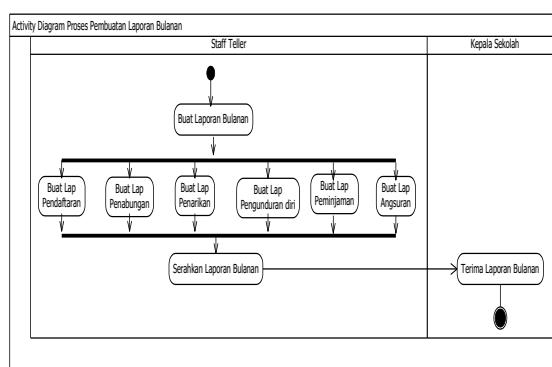 Activity Diagram Proses Pembuatan Laporan Bulanan
Staff Teller
Kepala Sekolah
Buat Laporan Bulanan
Buat Lap
Pendaftaran
Buat Lap
Penabungan
Buat Lap
Penarikan
Buat Lap
Pengunduran diri
Buat Lap
Peminjaman
Buat Lap
Angsuran
Serahkan Laporan Bulanan
Terima Laporan Bulanan